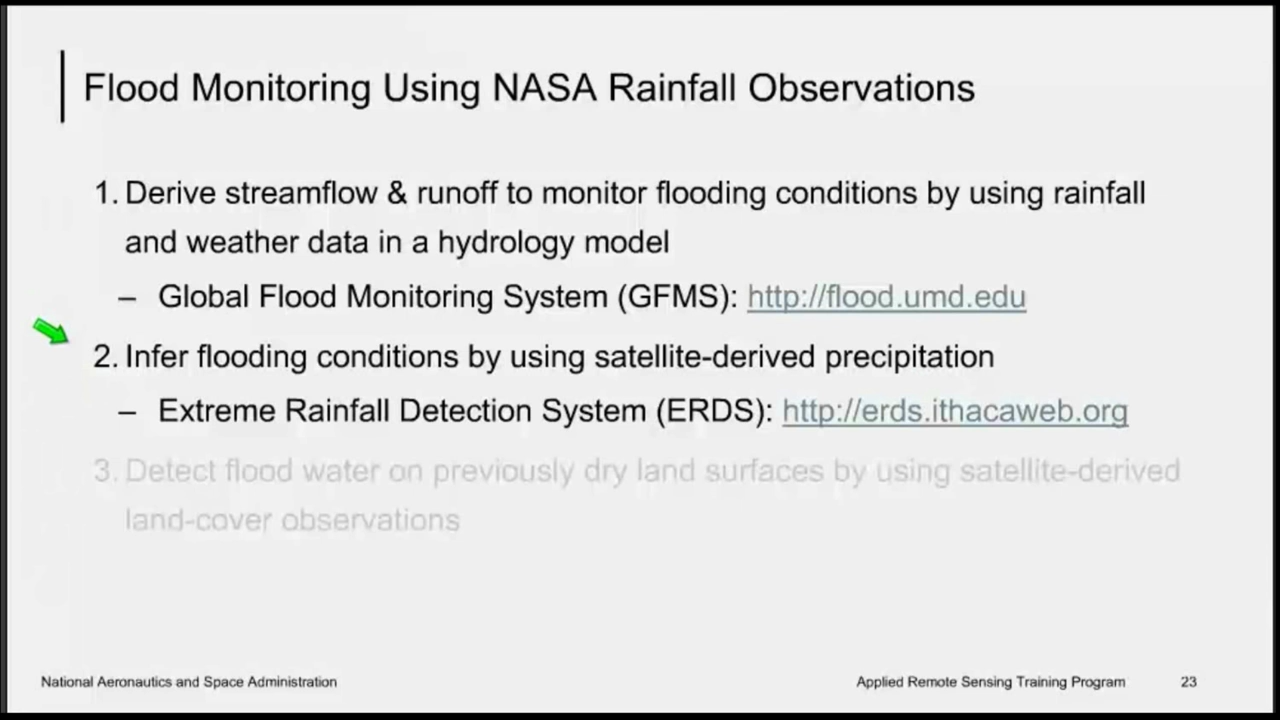 Flood Monitoring Using NASA Rainfall Observations
1. Derive streamflow & runoff to monitor flooding conditions by using rainfall
and weather data in a hydrology model
– Global Flood Monitoring System (GFMS): http://flood.umd.edu
2. Infer flooding conditions by using satellite-derived precipitation
– Extreme Rainfall Detection System (ERDS): http://erds.ithacaweb.org
3. Detect flood water on previously dry land surfaces by using satellite-derived
land-cover observations
National Aeronautics and Space Administration
Applied Remote Sensing Training Program
23